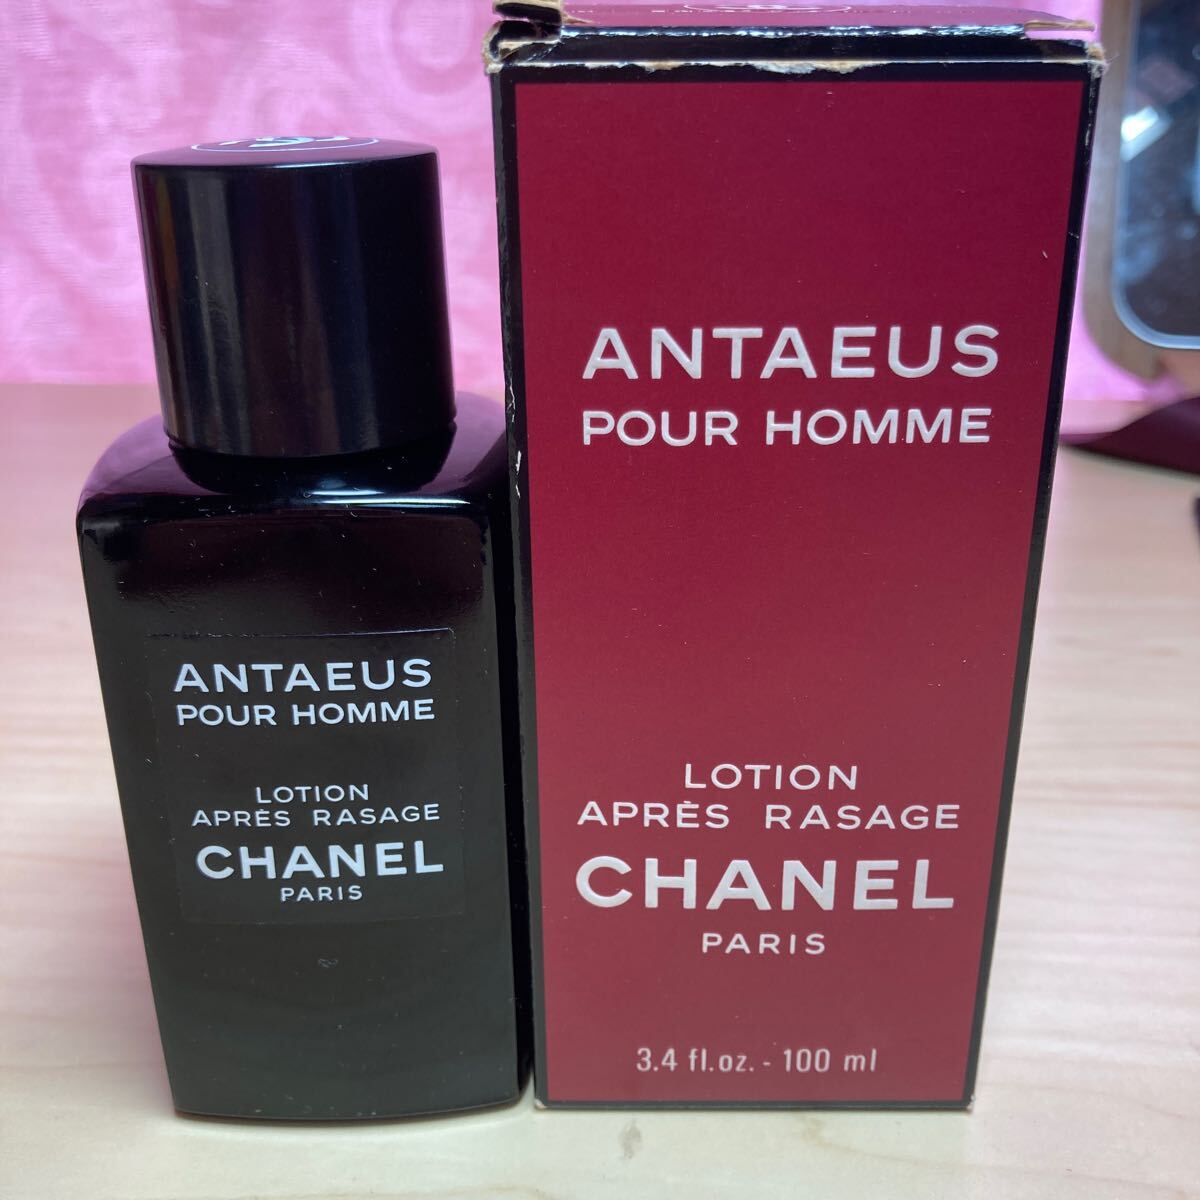 ANTAEUS
POUR HOMME
LOTION
APRÈS RASAGE
CHANEL
PARIS
ANTAEUS
POUR HOMME
LOTION
APRÈS RASAGE
CHANEL
PARIS
3.4 fl.oz. - 100 ml